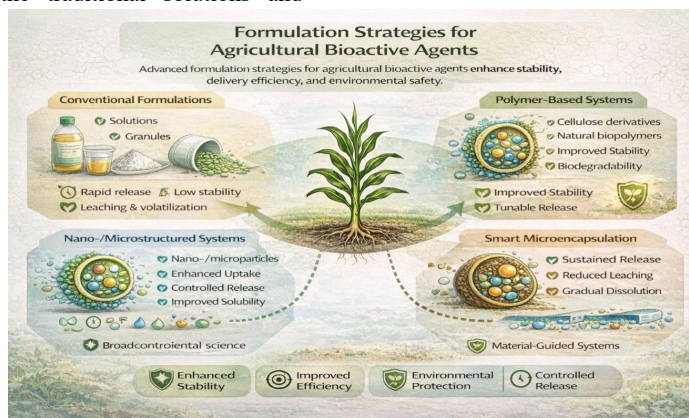 the traditional solutions and
Formulation Strategies for
Agricultural Bioactive Agents
Advanced formulation strategies for agricultural bioactive agents enhance stability,
delivery efficiency, and environmental safety.
Conventional Formulations
Solutions
Granules
Rapid release
Low stability
Leaching & volatilization
Polymer-Based Systems
Cellulose derivatives
Natural biopolymers
Improved Stability
Biodegradability
Improved Stability
Tunable Release
Nano-/Microstructured Systems
Nano-/microparticles
Enhanced Uptake
Controlled Release
Improved Solubility
Broadcontroiental science
Smart Microencapsulation
Sustained Release
Reduced Leaching
Gradual Dissolution
Material-Guided Systems
Enhanced
Stability
Improved
Efficiency
Environmental
Protection
Controlled
Release